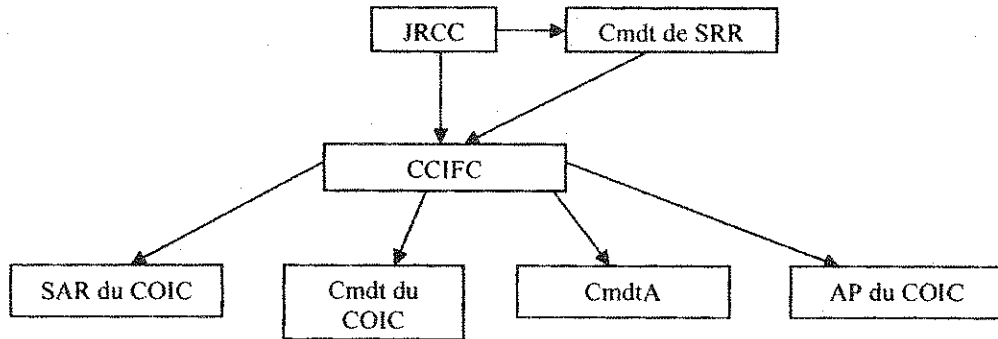 JRCC
Cmdt de SRR
CCIFC
SAR du COIC
Cmdt du
COIC
CmdtA
AP du COIC